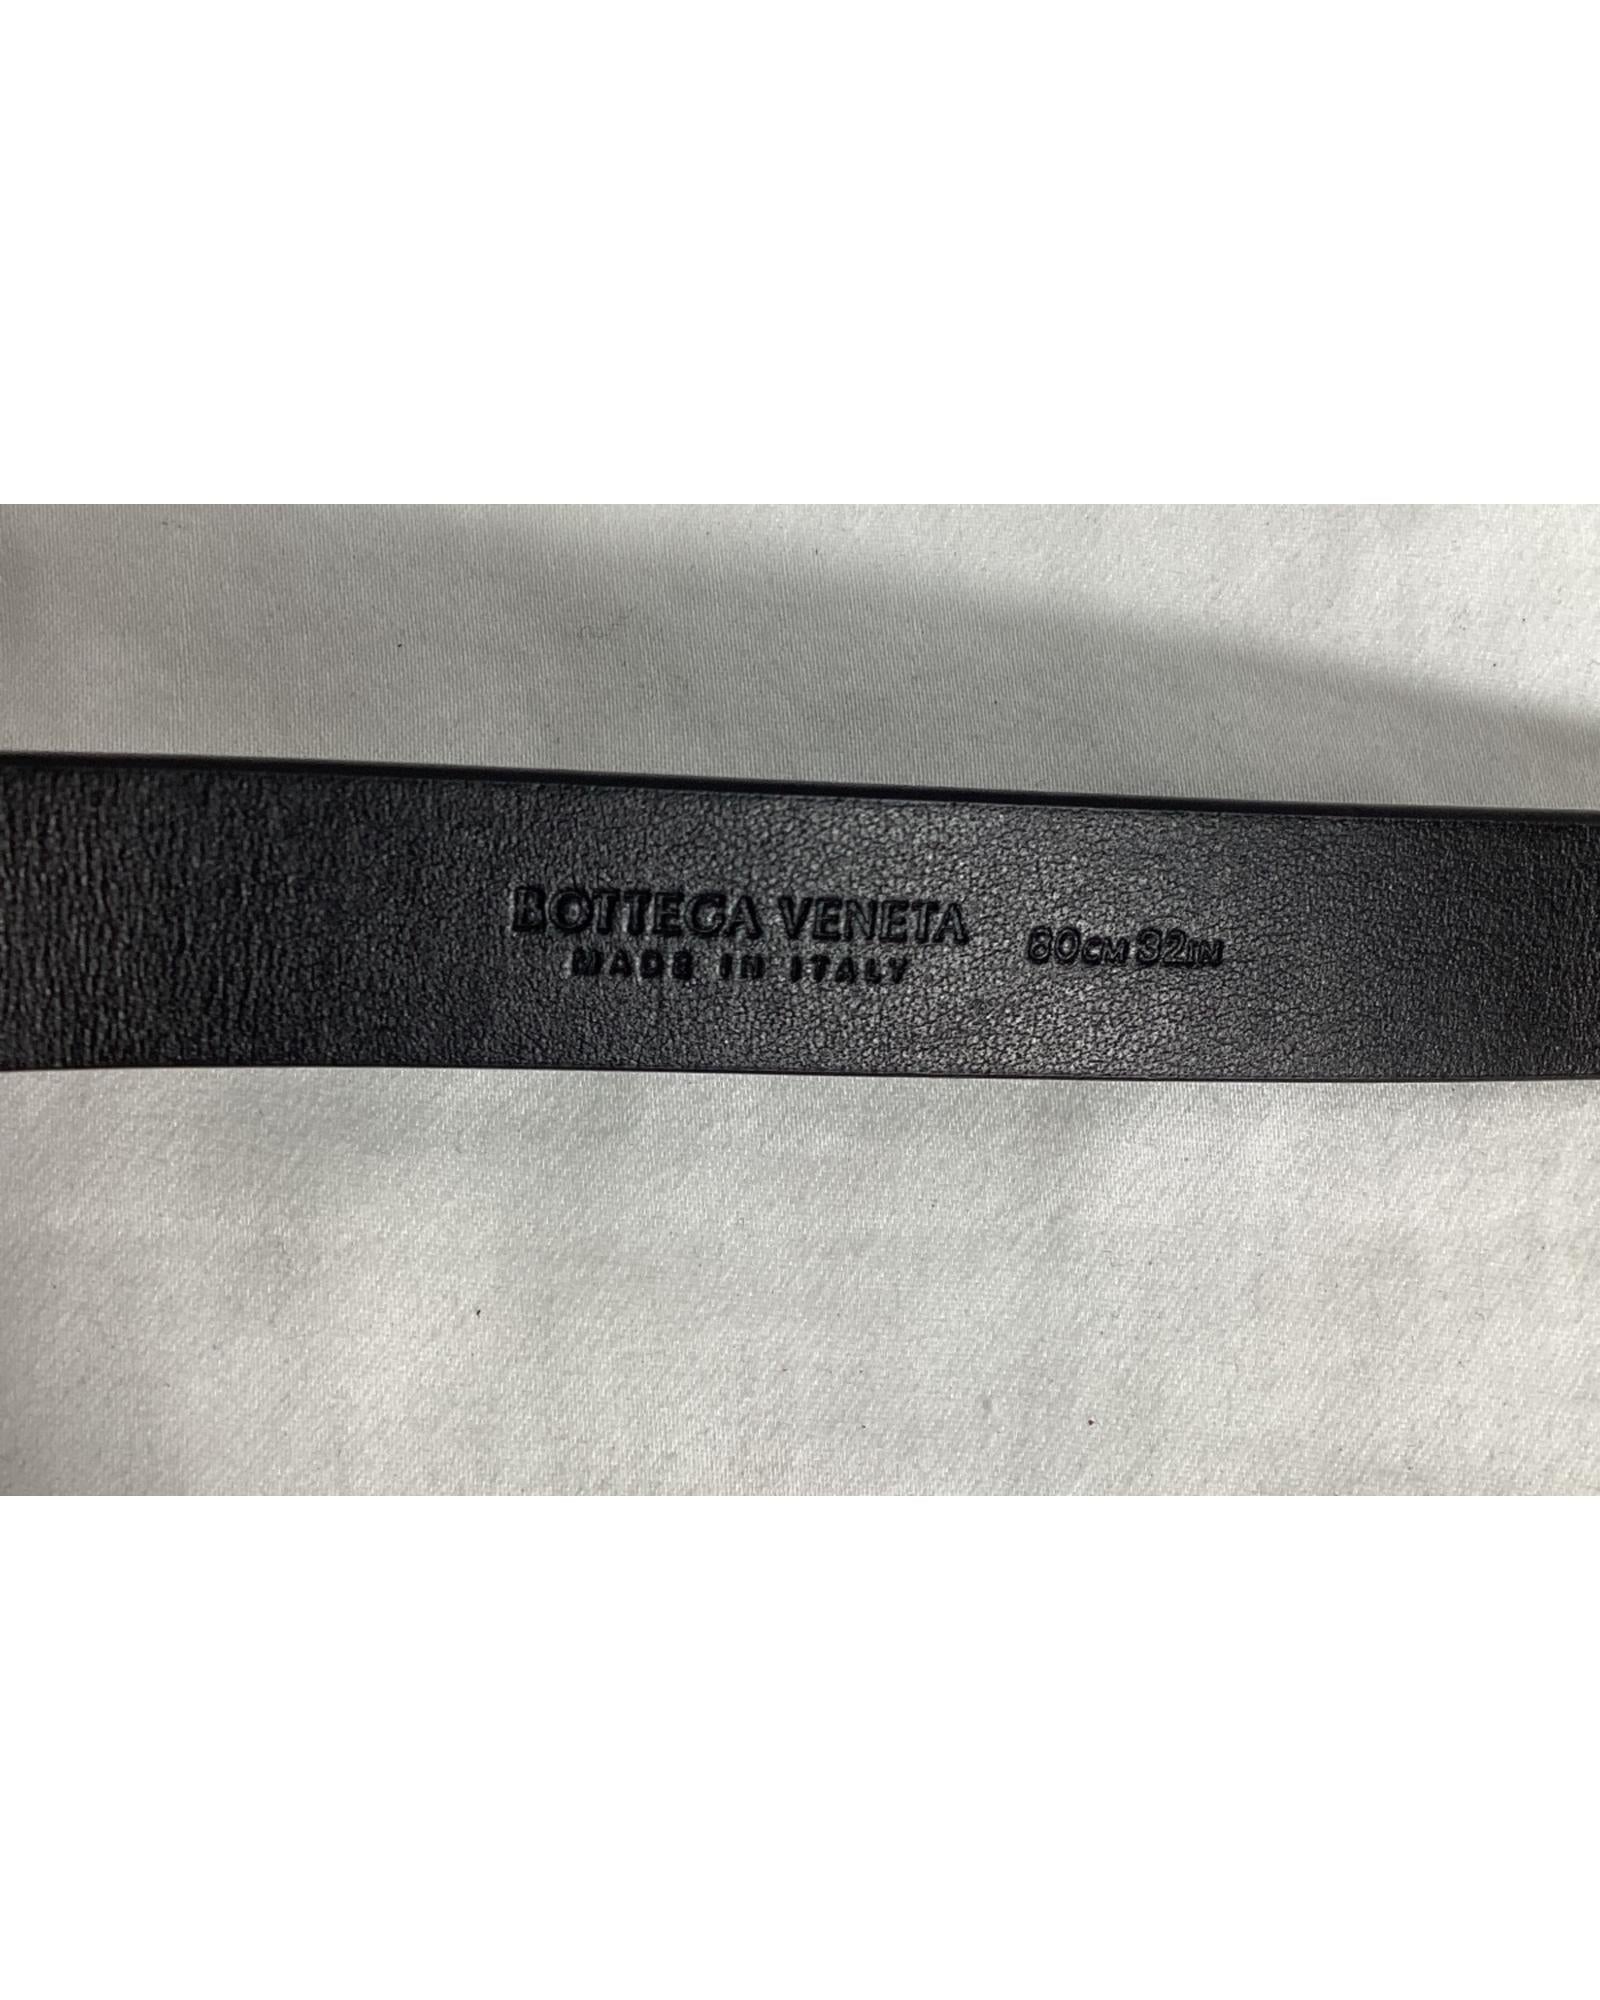 BOTTEGA VENETA
MADE IN ITALY
80CM 32IN